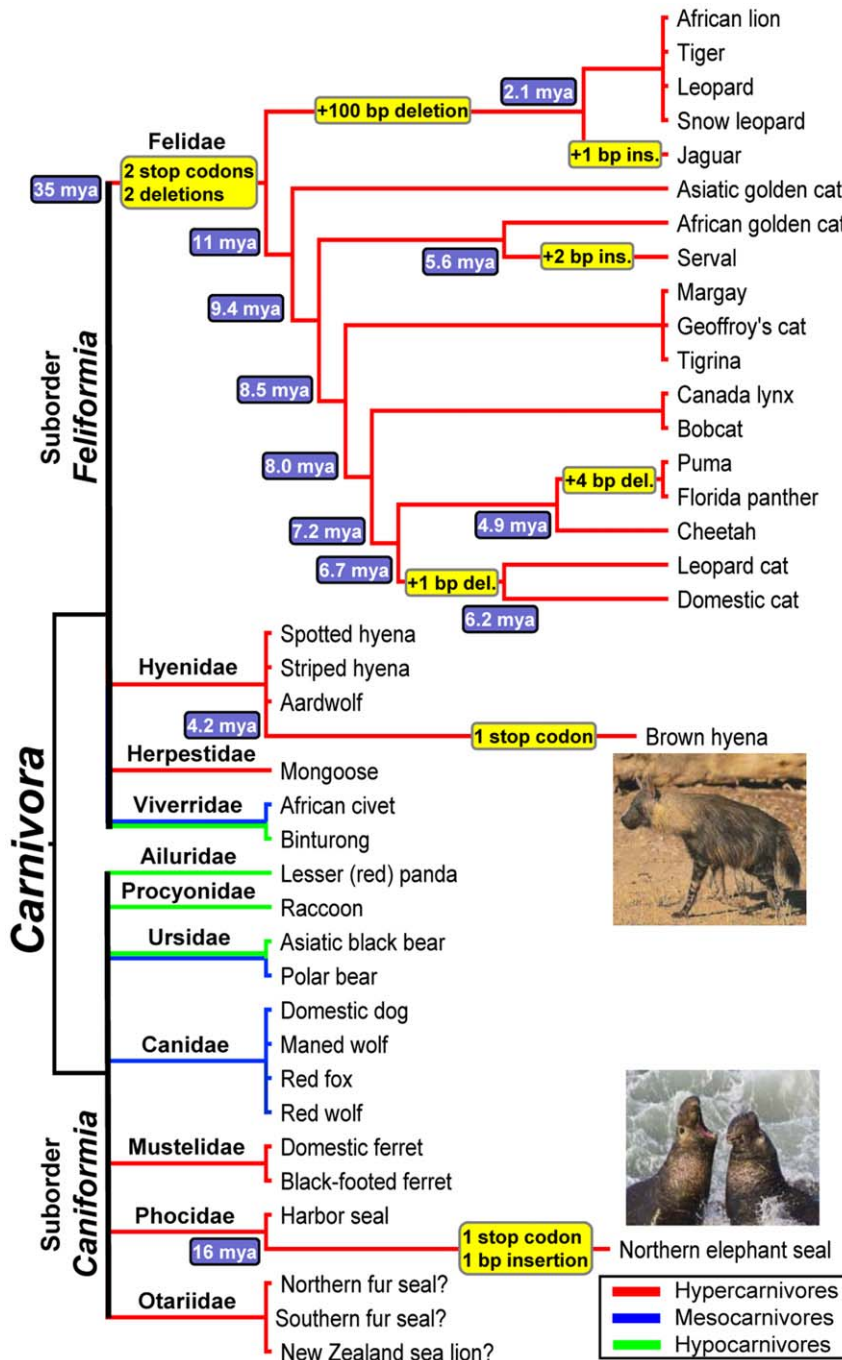 African lion
Tiger
2.1 mya
Leopard
+100 bp deletion
Snow leopard
Felidae
+1 bp ins.
Jaguar
35 mya
2 stop codons
2 deletions
Asiatic golden cat
African golden cat
11 mya
5.6 mya
+2 bp ins.
Serval
Margay
9.4 mya
Geoffroy's cat
Tigrina
Suborder
Feliformia
8.5 mya
Canada lynx
Bobcat
8.0 mya
Puma
+4 bp del.
Florida panther
7.2 mya
4.9 mya
Cheetah
6.7 mya
Leopard cat
+1 bp del.
Domestic cat
6.2 mya
Spotted hyena
Hyenidae
Striped hyena
Aardwolf
4.2 mya
1 stop codon
Brown hyena
Herpestidae
Mongoose
Viverridae
African civet
Binturong
Carnivora
Ailuridae
Lesser (red) panda
Procyonidae
Raccoon
Ursidae
Asiatic black bear
Polar bear
Domestic dog
Canidae
Maned wolf
Red fox
Red wolf
Suborder
Caniformia
Mustelidae
Domestic ferret
Black-footed ferret
Phocidae
Harbor seal
16 mya
1 stop codon
1 bp insertion
Northern elephant seal
Otariidae
Northern fur seal?
Southern fur seal?
New Zealand sea lion?
Hypercarnivores
Mesocarnivores
Hypocarnivores